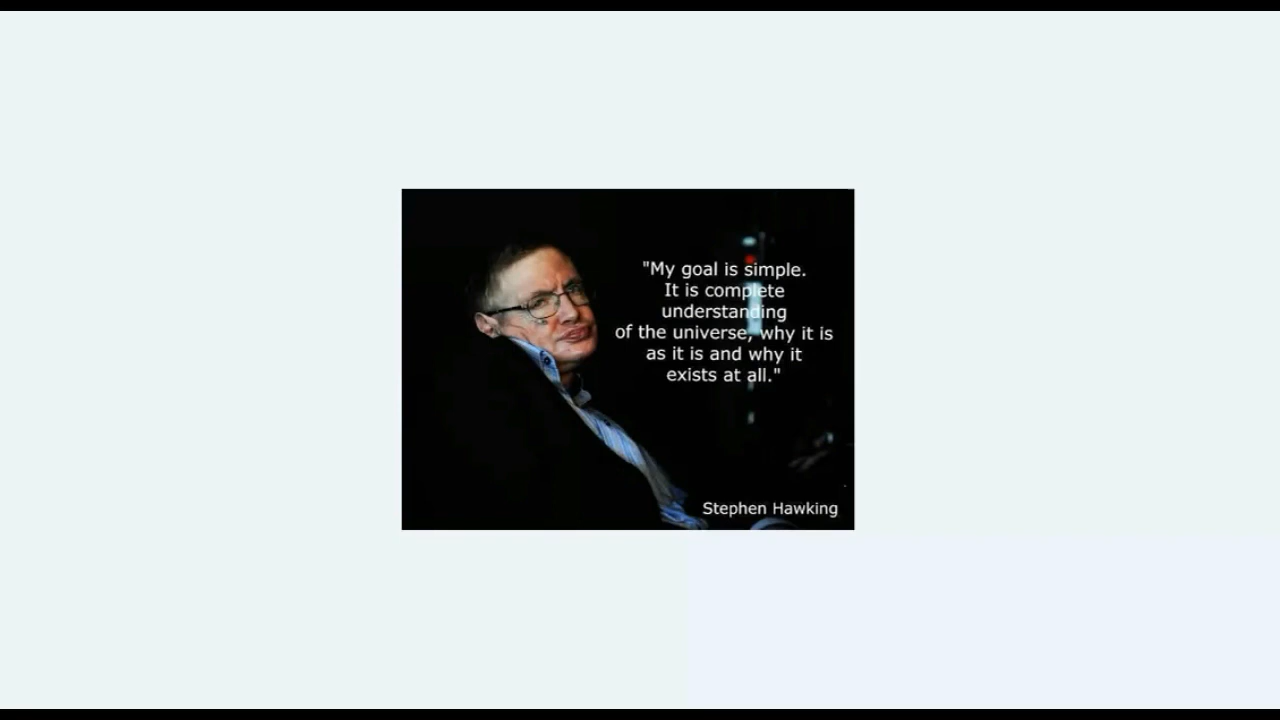 "My goal is simple.
It is complete
understanding
of the universe, why it is
as it is and why it
exists at all."
Stephen Hawking